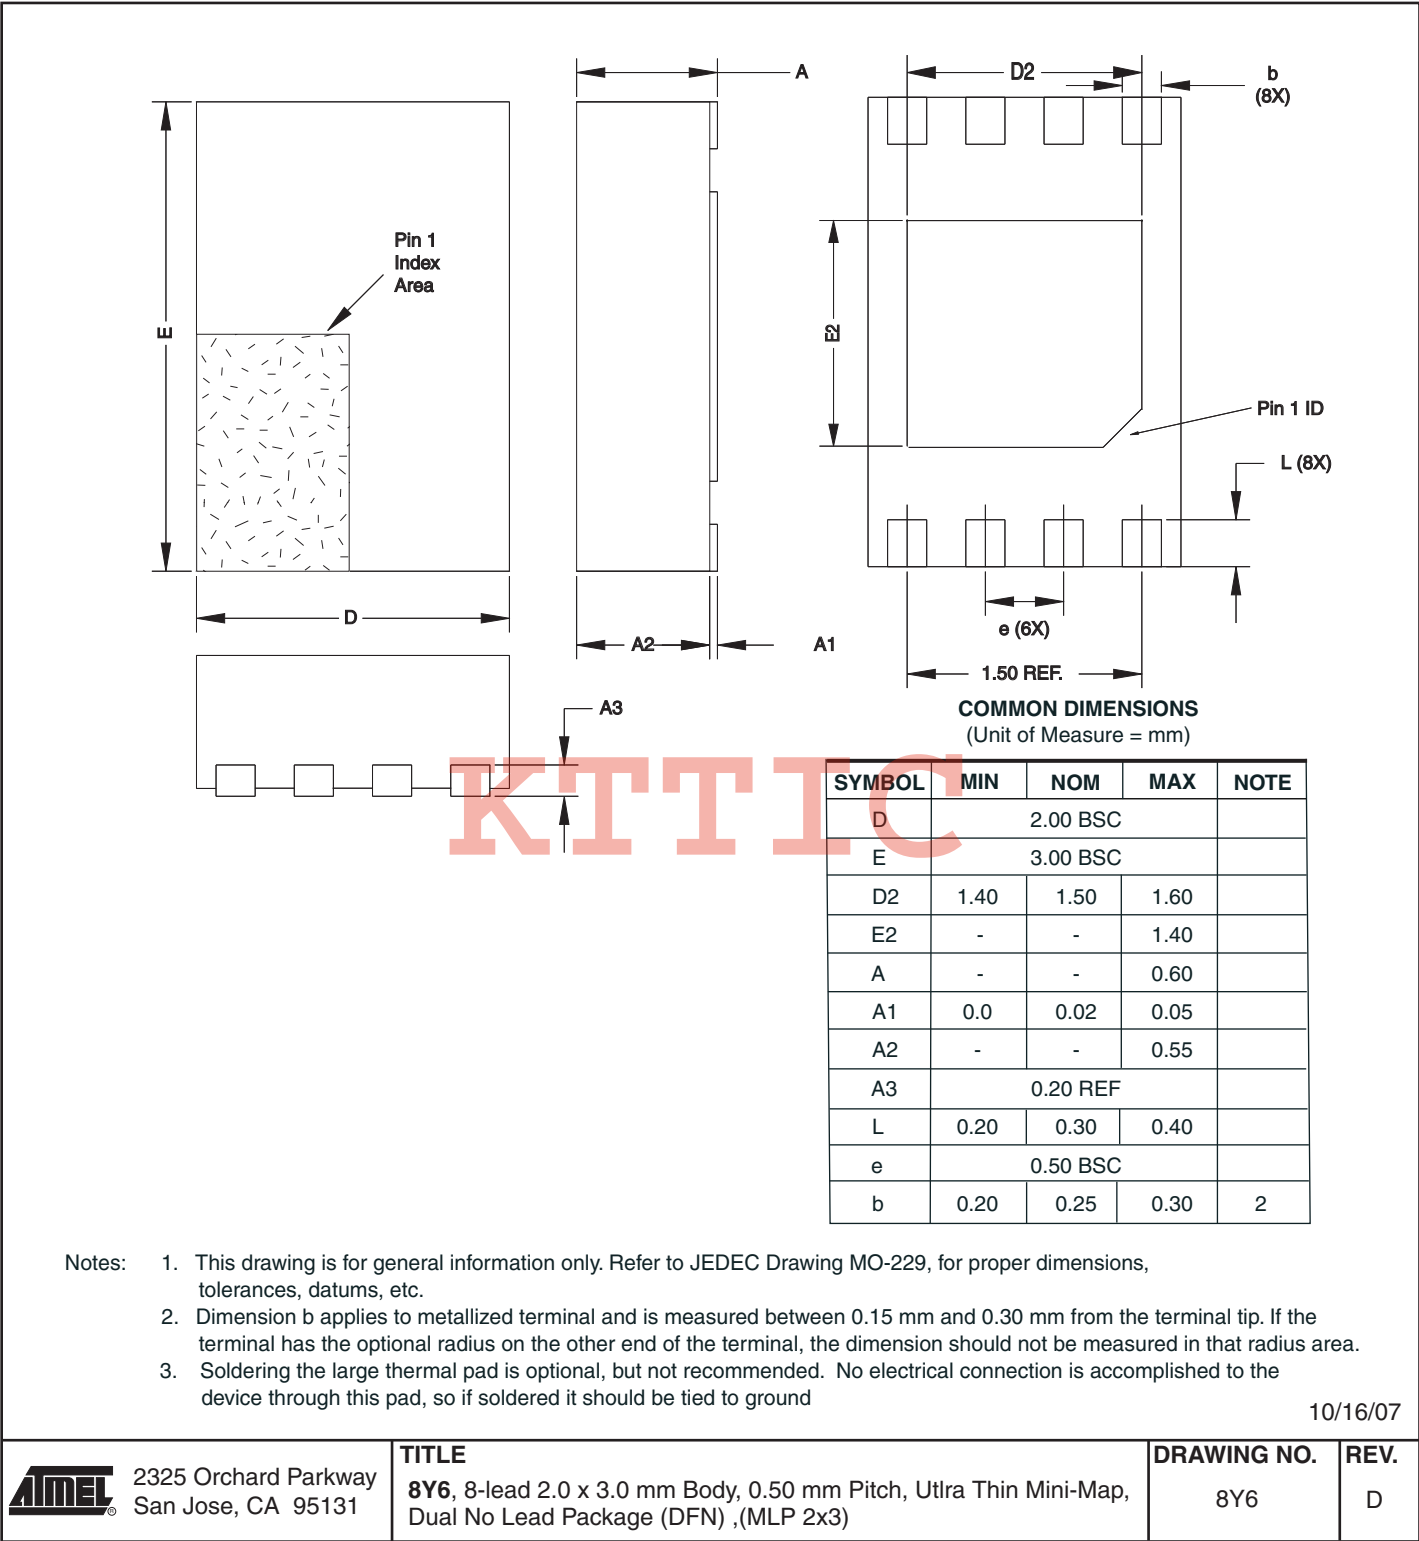 A
D2
b
(8X)
Pin 1
Index
Area
E
E2
Pin 1 ID
L (8X)
D
A2
A1
e (6X)
1.50 REF.
A3
COMMON DIMENSIONS
(Unit of Measure = mm)
KTTIC
SYMBOL MIN NOM MAX NOTE
D 2.00 BSC
E 3.00 BSC
D2 1.40 1.50 1.60
E2 - - 1.40
A - - 0.60
A1 0.0 0.02 0.05
A2 - - 0.55
A3 0.20 REF
L 0.20 0.30 0.40
e 0.50 BSC
b 0.20 0.25 0.30 2
Notes: 1. This drawing is for general information only. Refer to JEDEC Drawing MO-229, for proper dimensions,
tolerances, datums, etc.
2. Dimension b applies to metallized terminal and is measured between 0.15 mm and 0.30 mm from the terminal tip. If the
terminal has the optional radius on the other end of the terminal, the dimension should not be measured in that radius area.
3. Soldering the large thermal pad is optional, but not recommended. No electrical connection is accomplished to the
device through this pad, so if soldered it should be tied to ground
10/16/07
ATMEL ®
2325 Orchard Parkway
San Jose, CA 95131
TITLE
8Y6, 8-lead 2.0 x 3.0 mm Body, 0.50 mm Pitch, Utlra Thin Mini-Map,
Dual No Lead Package (DFN) ,(MLP 2x3)
DRAWING NO.
8Y6
REV.
D